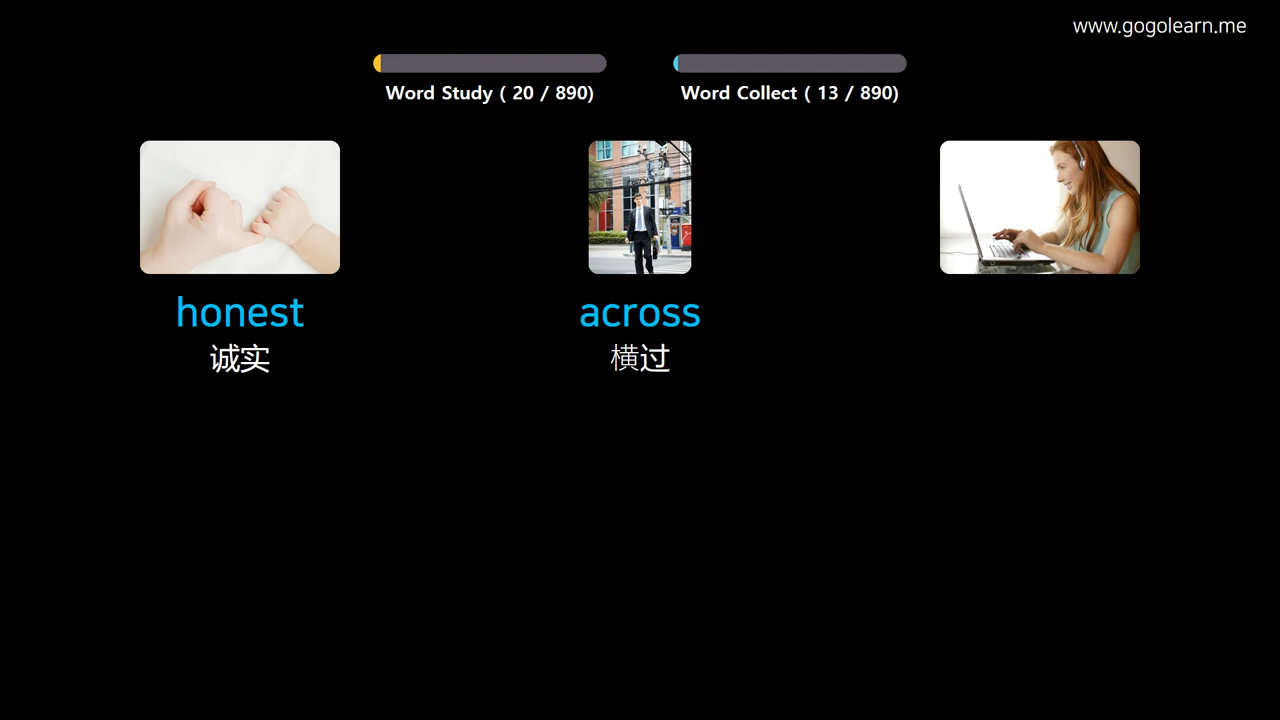 www.gogolearn.me
Word Study ( 20 / 890)
Word Collect ( 13 / 890)
honest
across
诚实
横过